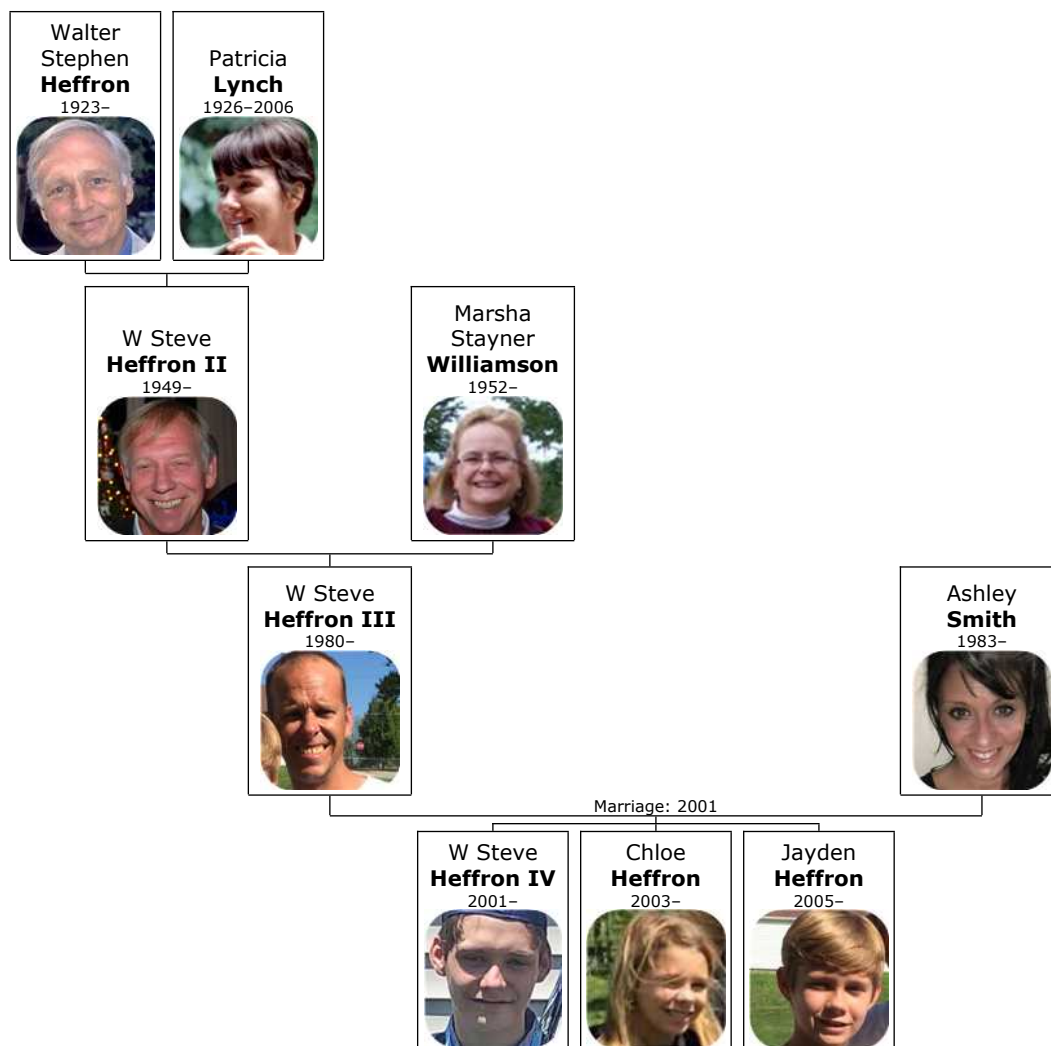 Walter
Stephen
Heffron
1923–
Patricia
Lynch
1926–2006
W Steve
Heffron II
1949–
Marsha
Stayner
Williamson
1952–
W Steve
Heffron III
1980–
Ashley
Smith
1983–
Marriage: 2001
W Steve
Heffron IV
2001–
Chloe
Heffron
2003–
Jayden
Heffron
2005–